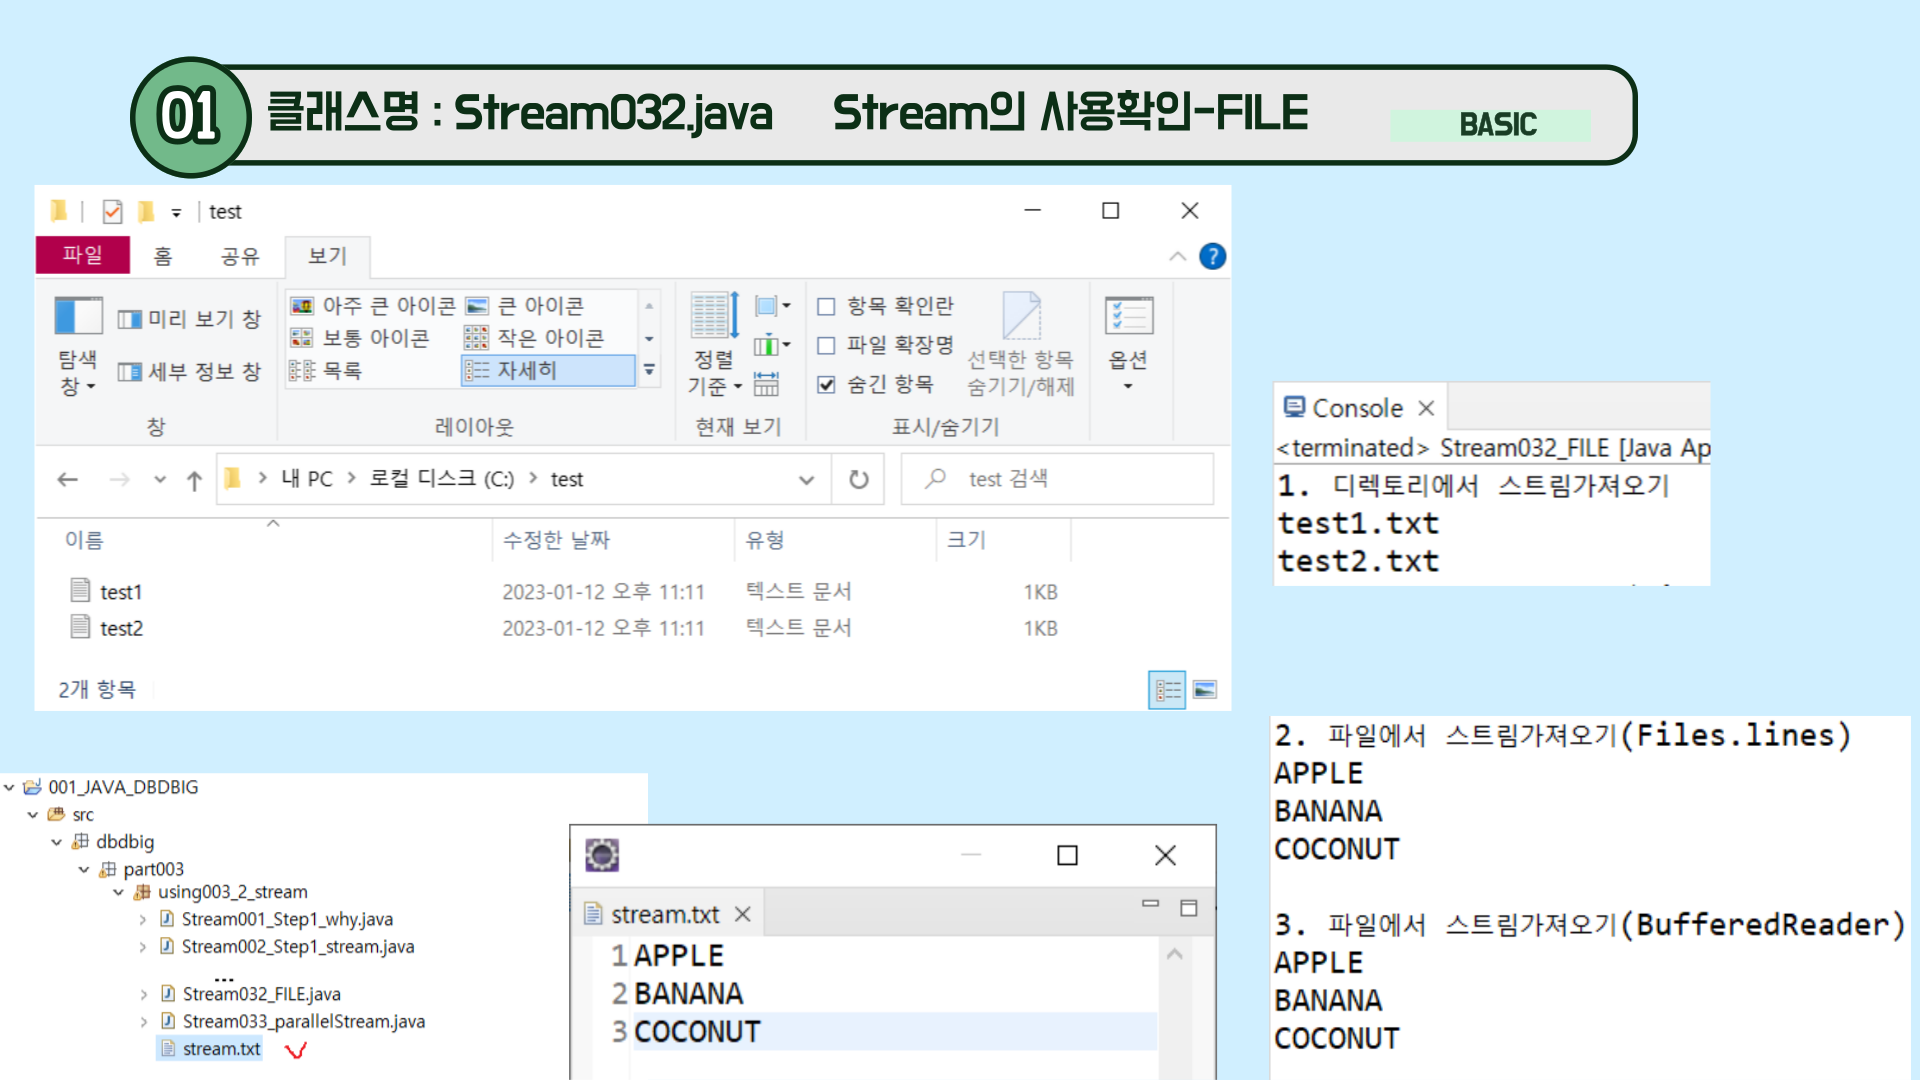 01 클래스명 : Stream032.java Stream의 사용확인-FILE BASIC
test
파일 홈 공유 보기
탐색 창
미리 보기 창
세부 정보 창
창
아주 큰 아이콘 큰 아이콘
보통 아이콘 작은 아이콘
목록 자세히
레이아웃
정렬 기준
현재 보기
항목 확인란
파일 확장명
숨긴 항목
선택한 항목
숨기기/해제
표시/숨기기
옵션
내 PC > 로컬 디스크 (C:) > test
test 검색
이름 수정한 날짜 유형 크기
test1 2023-01-12 오후 11:11 텍스트 문서 1KB
test2 2023-01-12 오후 11:11 텍스트 문서 1KB
2개 항목
Console
<terminated> Stream032_FILE [Java Ap
1. 디렉토리에서 스트림가져오기
test1.txt
test2.txt
001_JAVA_DBDBIG
src
dbdbig
part003
using003_2_stream
Stream001_Step1_why.java
Stream002_Step1_stream.java
...
Stream032_FILE.java
Stream033_parallelStream.java
stream.txt
stream.txt
1 APPLE
2 BANANA
3 COCONUT
2. 파일에서 스트림가져오기(Files.lines)
APPLE
BANANA
COCONUT
3. 파일에서 스트림가져오기(BufferedReader)
APPLE
BANANA
COCONUT